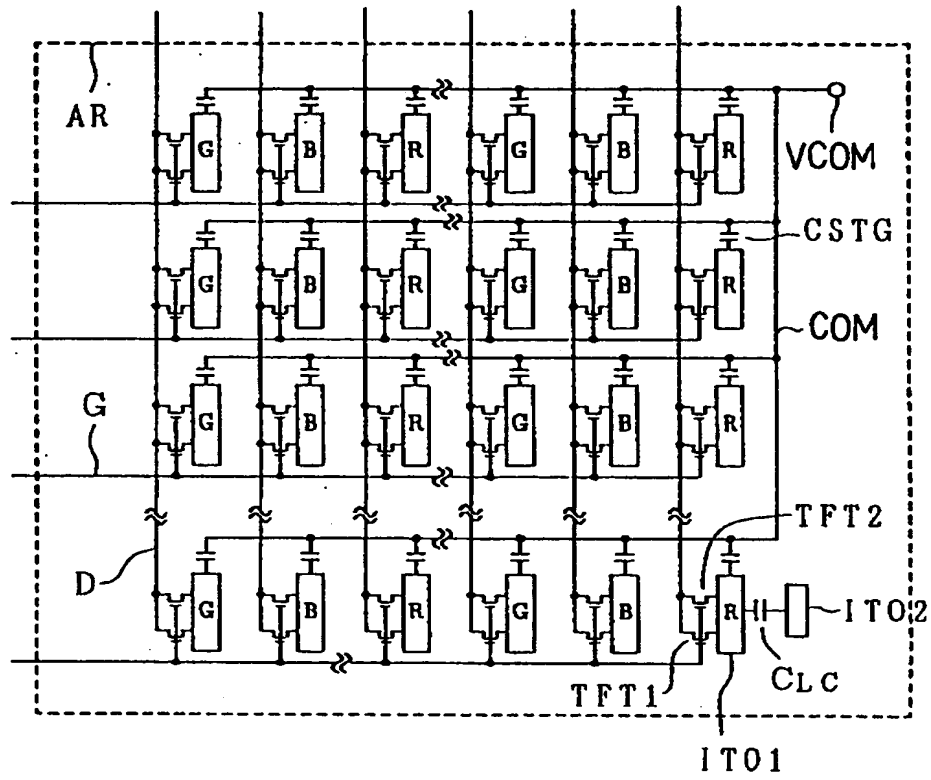 AR
G B R G B R
VCOM
CSTG
G B R G B R
COM
G B R G B R
G
TFT2
D
G B R G B R
ITO2
TFT1
CLC
ITO1